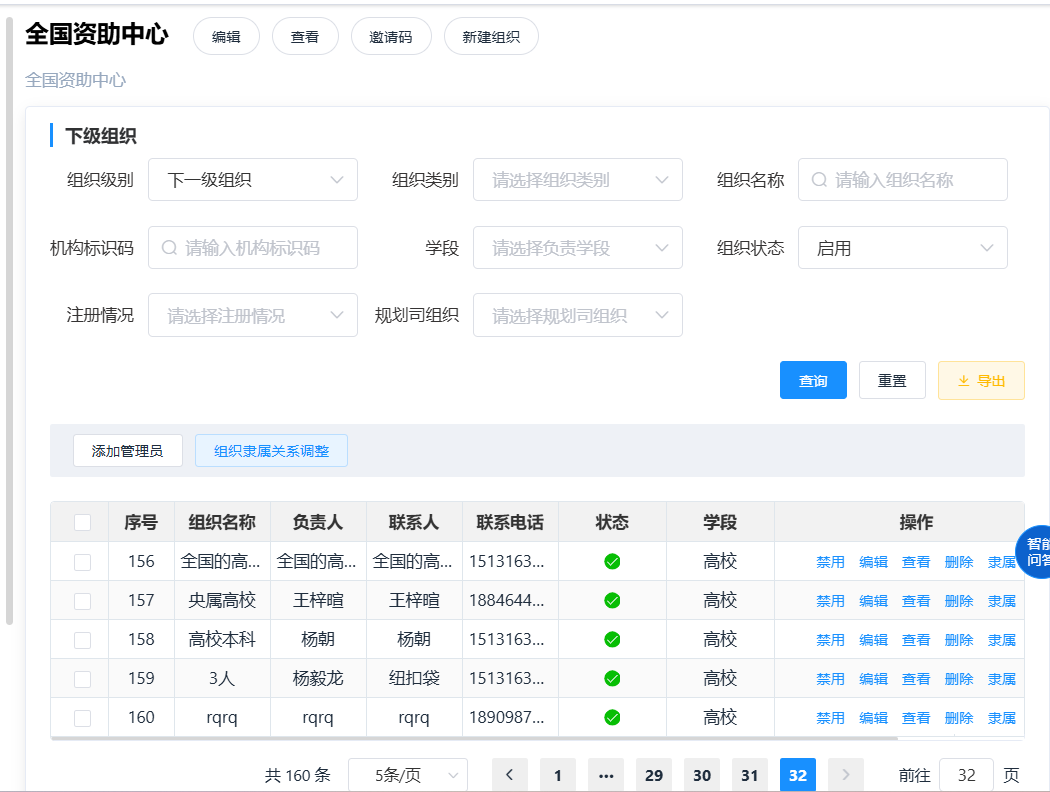 全国资助中心 编辑 查看 邀请码 新建组织
全国资助中心
下级组织
组织级别 下一级组织 组织类别 请选择组织类别 组织名称 请输入组织名称
机构标识码 请输入机构标识码 学段 请选择负责学段 组织状态 启用
注册情况 请选择注册情况 规划司组织 请选择规划司组织
查询 重置 导出
添加管理员 组织隶属关系调整
序号 组织名称 负责人 联系人 联系电话 状态 学段 操作
156 全国的高... 全国的高... 全国的高... 1513163... 高校 禁用 编辑 查看 删除 隶属
157 央属高校 王梓暄 王梓暄 1884644... 高校 禁用 编辑 查看 删除 隶属
158 高校本科 杨朝 杨朝 1513163... 高校 禁用 编辑 查看 删除 隶属
159 3人 杨毅龙 纽扣袋 1513163... 高校 禁用 编辑 查看 删除 隶属
160 rqrq rqrq rqrq 1890987... 高校 禁用 编辑 查看 删除 隶属
智能
问答
共 160 条 5条/页 1 ... 29 30 31 32 前往 32 页